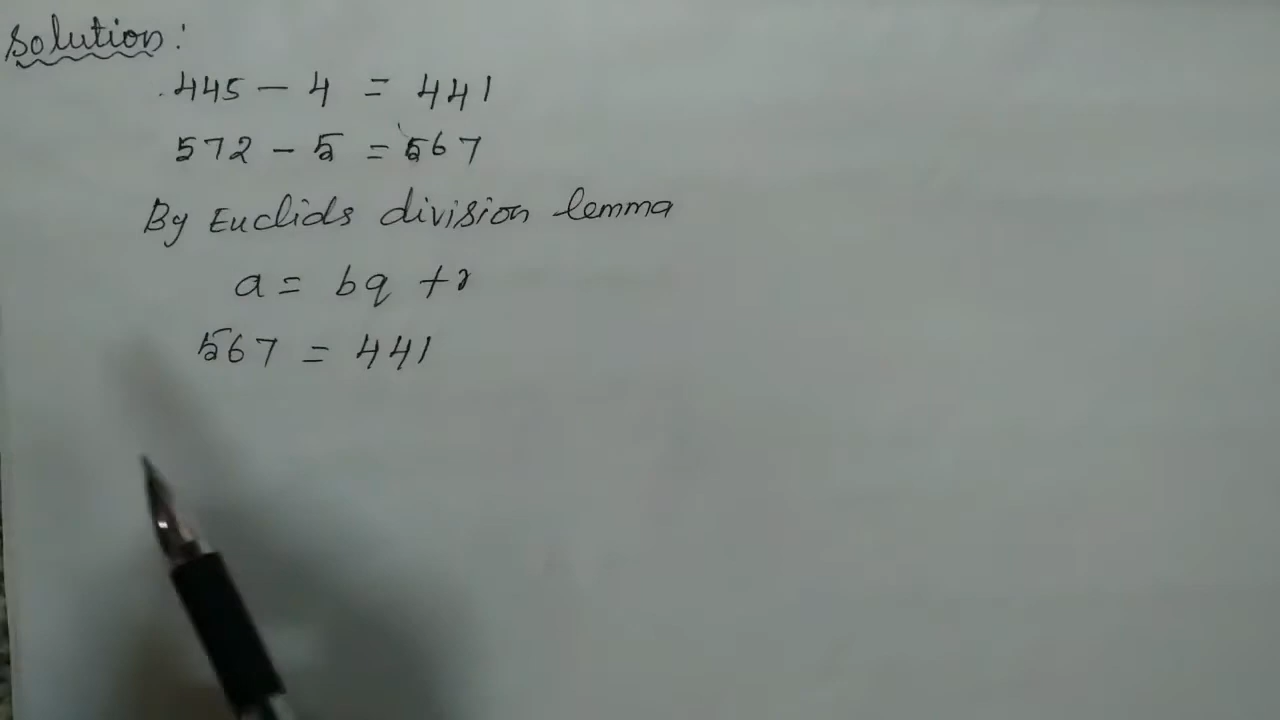 Solution:
445 - 4 = 441
572 - 5 = 567
By Euclids division lemma
a = bq + r
567 = 441